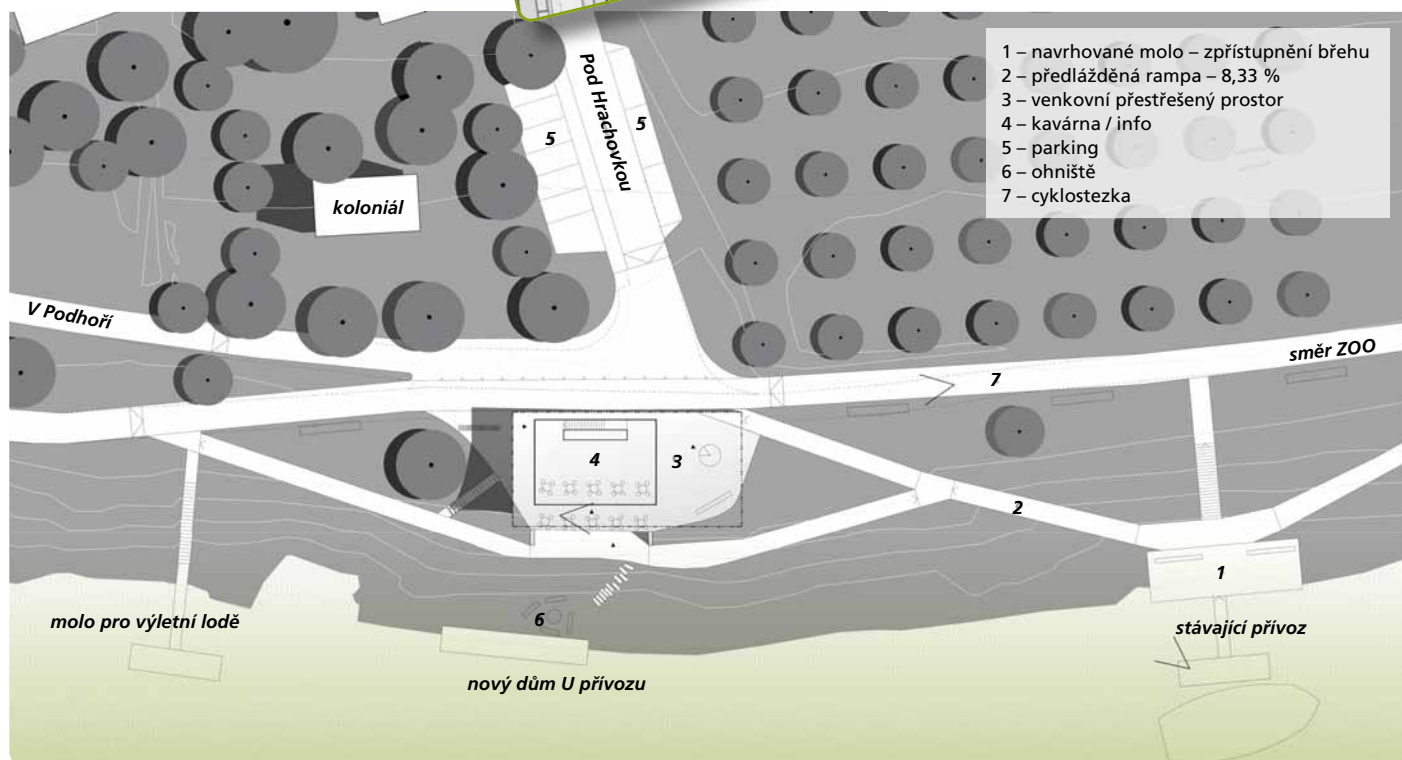 1 – navrhované molo – zpřístupnění břehu
2 – předlážděná rampa – 8,33 %
3 – venkovní přestřešený prostor
4 – kavárna / info
5 – parking
6 – ohniště
7 – cyklostezka
Pod Hrachovkou
5
5
koloniál
V Podhoří
směr ZOO
7
4
3
2
1
6
molo pro výletní lodě
stávající přívoz
nový dům U přívozu